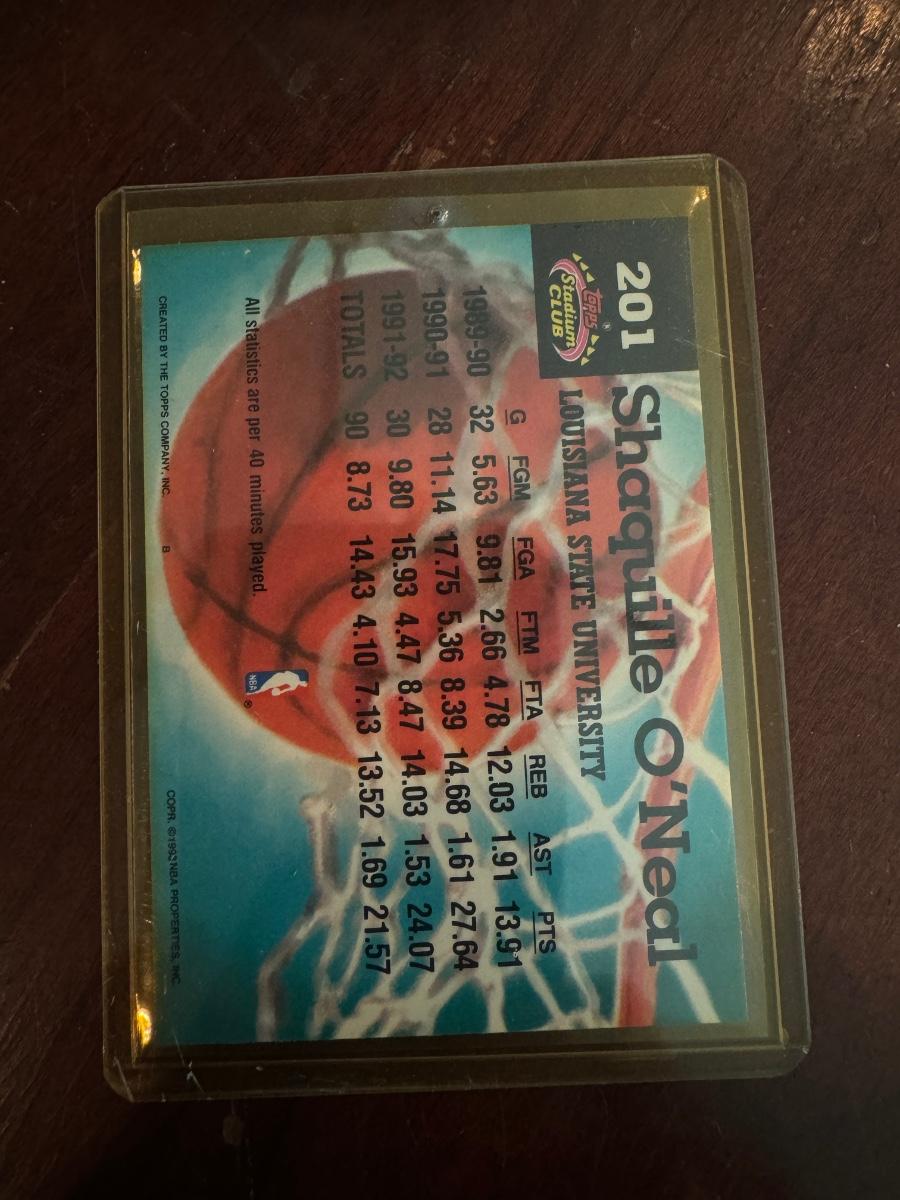 201 Shaquille O'Neal
Topps ®
Stadium
CLUB
LOUISIANA STATE UNIVERSITY
G FGM FGA FTM FTA REB AST PTS
1989-90 32 5.63 9.81 2.66 4.78 12.03 1.91 13.91
1990-91 28 11.14 17.75 5.36 8.39 14.68 1.61 27.64
1991-92 30 9.80 15.93 4.47 8.47 14.03 1.53 24.07
TOTALS 90 8.73 14.43 4.10 7.13 13.52 1.69 21.57
All statistics are per 40 minutes played.
NBA ®
CREATED BY THE TOPPS COMPANY, INC. B COPR. ©1993 NBA PROPERTIES, INC.